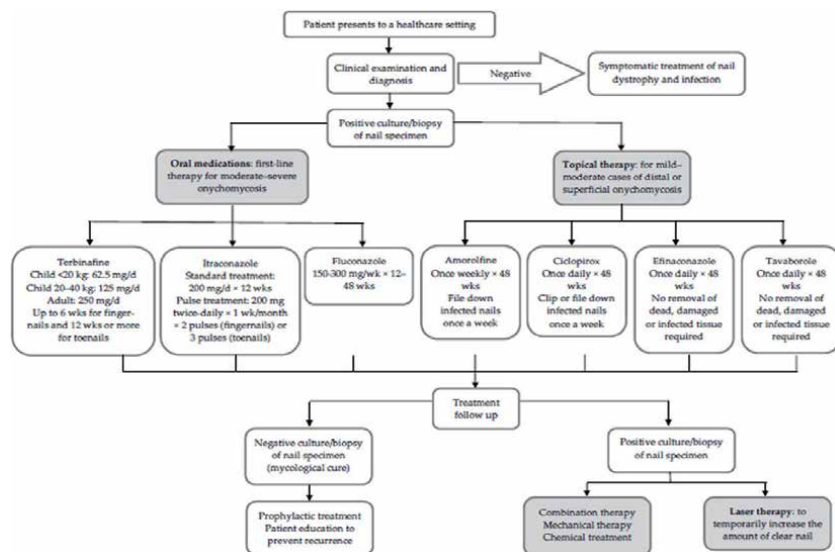 Patient presents to a healthcare setting
Clinical examination and
diagnosis
Negative
Symptomatic treatment of nail
dystrophy and infection
Positive culture/biopsy
of nail specimen
Oral medications: first-line
therapy for moderate–severe
onychomycosis
Topical therapy: for mild–
moderate cases of distal or
superficial onychomycosis
Terbinafine
Child <20 kg: 62.5 mg/d
Child 20–40 kg: 125 mg/d
Adult: 250 mg/d
Up to 6 wks for finger-
nails and 12 wks or more
for toenails
Itraconazole
Standard treatment:
200 mg/d × 12 wks
Pulse treatment: 200 mg
twice-daily × 1 wk/month
× 2 pulses (fingernails) or
3 pulses (toenails)
Fluconazole
150-300 mg/wk × 12–
48 wks
Amorolfine
Once weekly × 48
wks
File down
infected nails
once a week
Ciclopirox
Once daily × 48
wks
Clip or file down
infected nails
once a week
Efinaconazole
Once daily × 48
wks
No removal of
dead, damaged
or infected tissue
required
Tavaborole
Once daily × 48
wks
No removal of
dead, damaged
or infected tissue
required
Treatment
follow up
Negative culture/biopsy
of nail specimen
(mycological cure)
Positive culture/biopsy
of nail specimen
Prophylactic treatment
Patient education to
prevent recurrence
Combination therapy
Mechanical therapy
Chemical treatment
Laser therapy: to
temporarily increase the
amount of clear nail